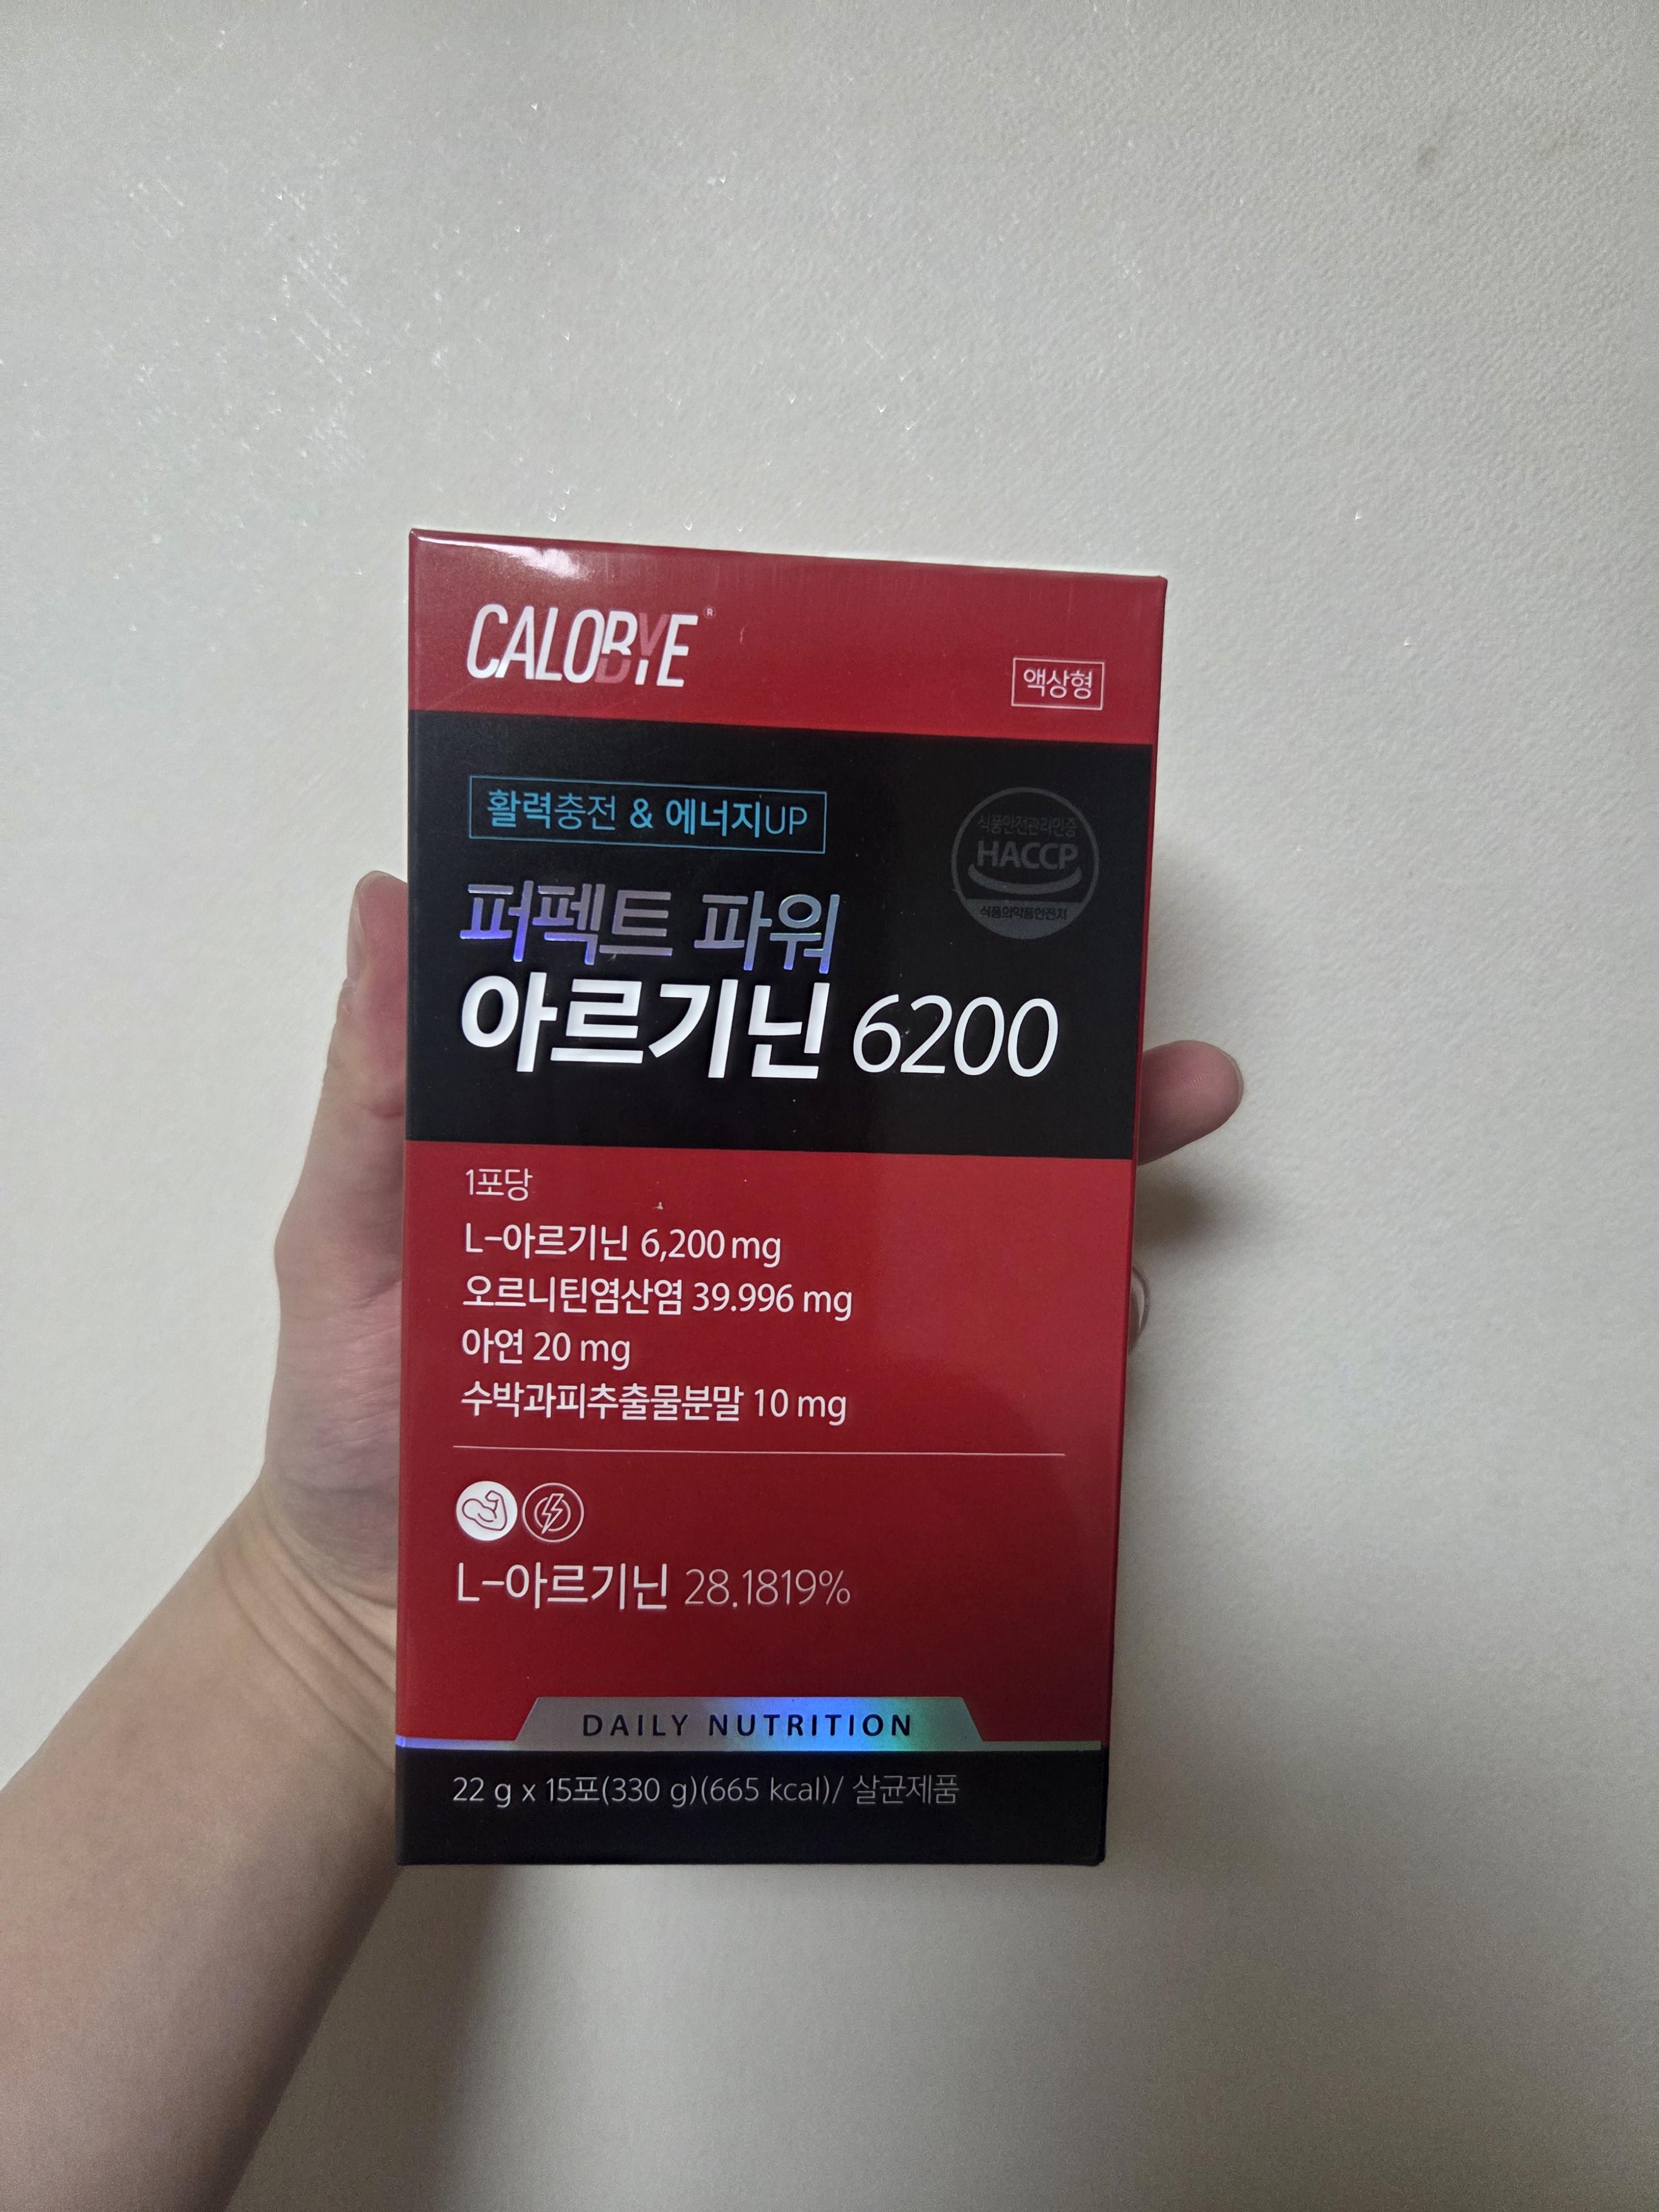 CALOBYE®
액상형
활력충전 & 에너지UP
식품안전관리인증
HACCP
식품의약품안전처
퍼펙트 파워
아르기닌 6200
1포당
L-아르기닌 6,200 mg
오르니틴염산염 39.996 mg
아연 20 mg
수박과피추출물분말 10 mg
L-아르기닌 28.1819%
DAILY NUTRITION
22 g x 15포(330 g)(665 kcal)/ 살균제품